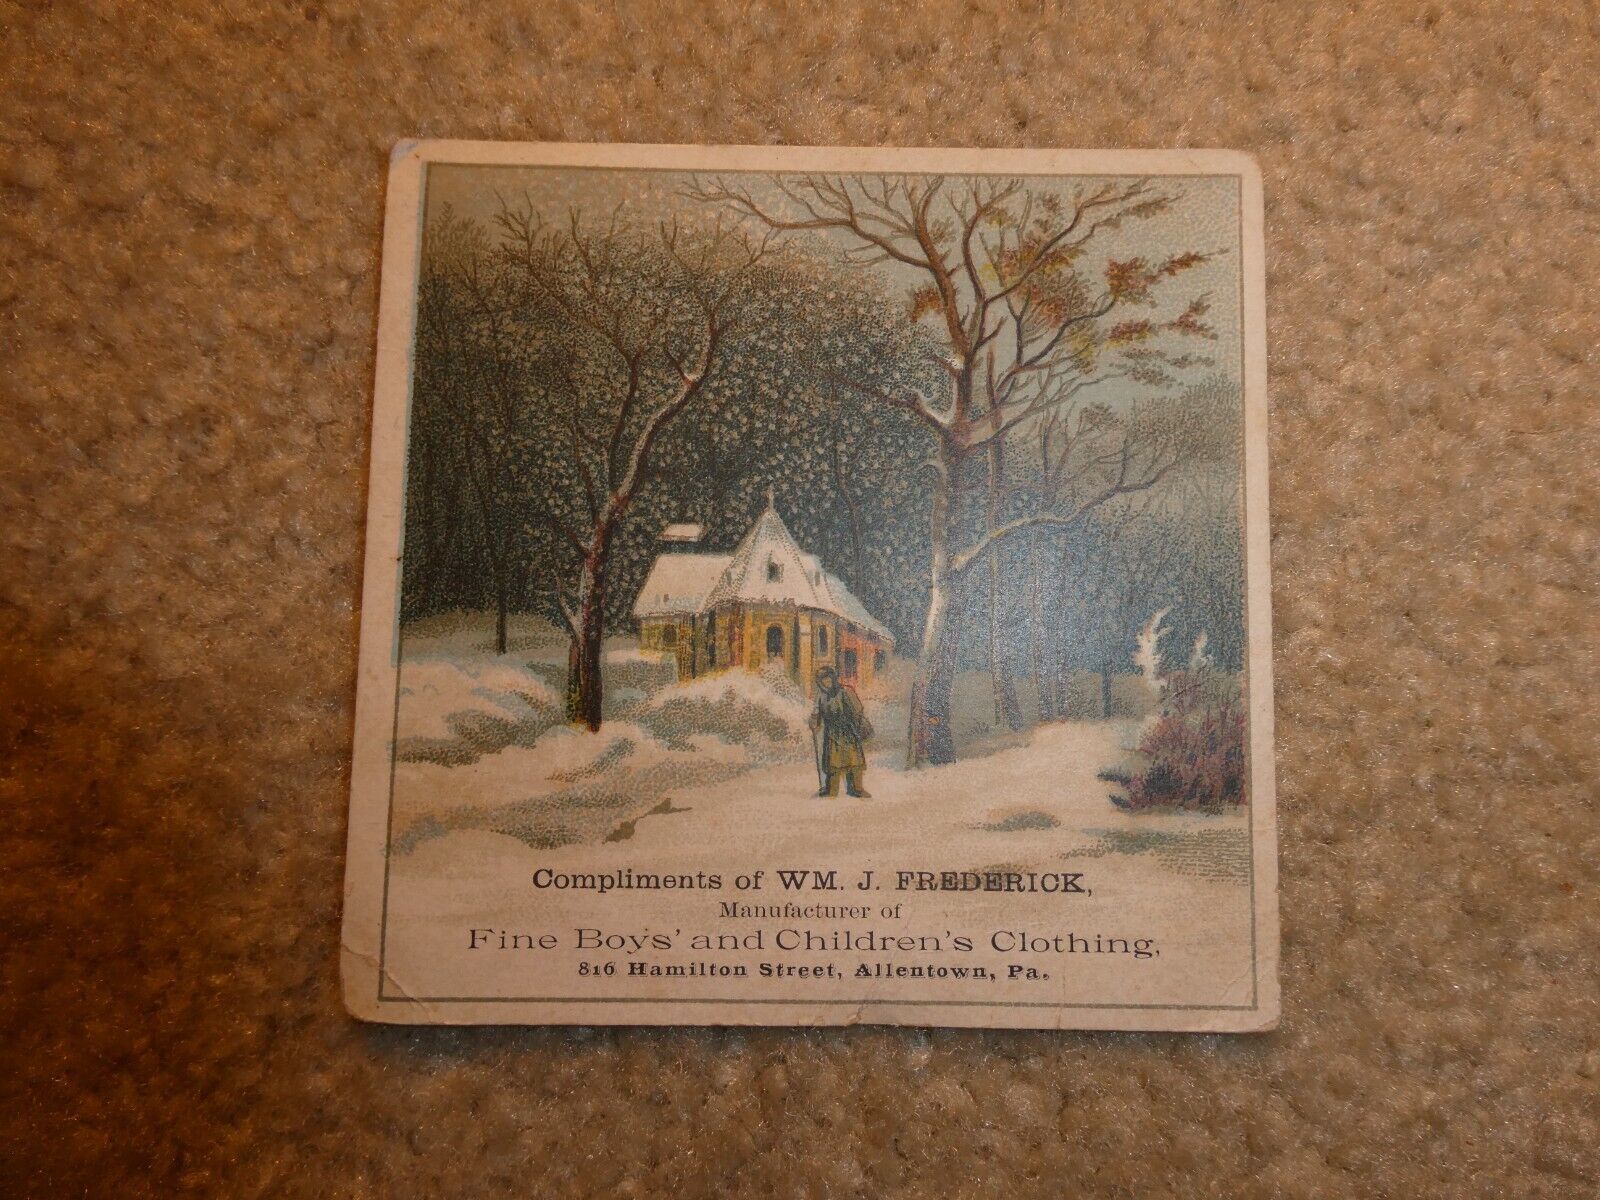 Compliments of WM. J. FREDERICK,
Manufacturer of
Fine Boys' and Children's Clothing,
816 Hamilton Street, Allentown, Pa.